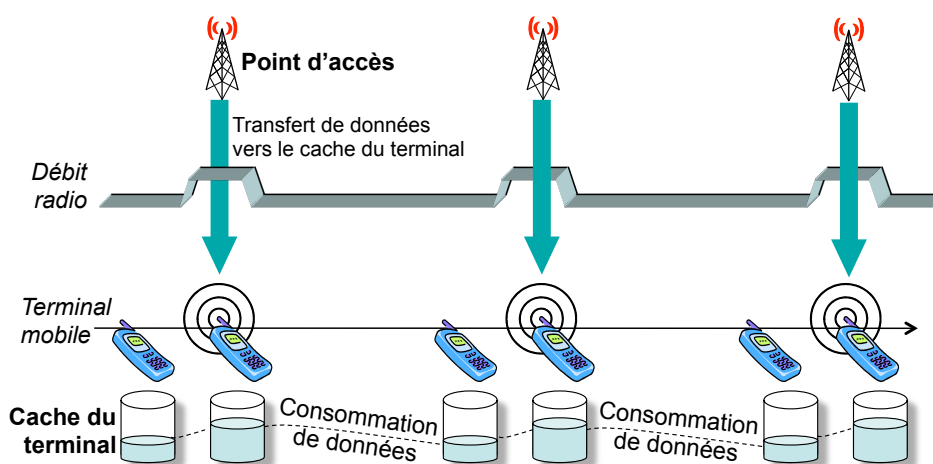 Point d’accès
Transfert de données
vers le cache du terminal
Débit
radio
Terminal
mobile
Cache du
terminal
Consommation
de données
Consommation
de données